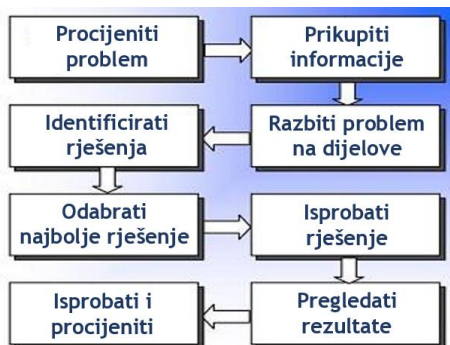 Procijeniti
problem
Prikupiti
informacije
Razbiti problem
na dijelove
Identificirati
rješenja
Odabrati
najbolje rješenje
Isprobati
rješenje
Pregledati
rezultate
Isprobati i
procijeniti